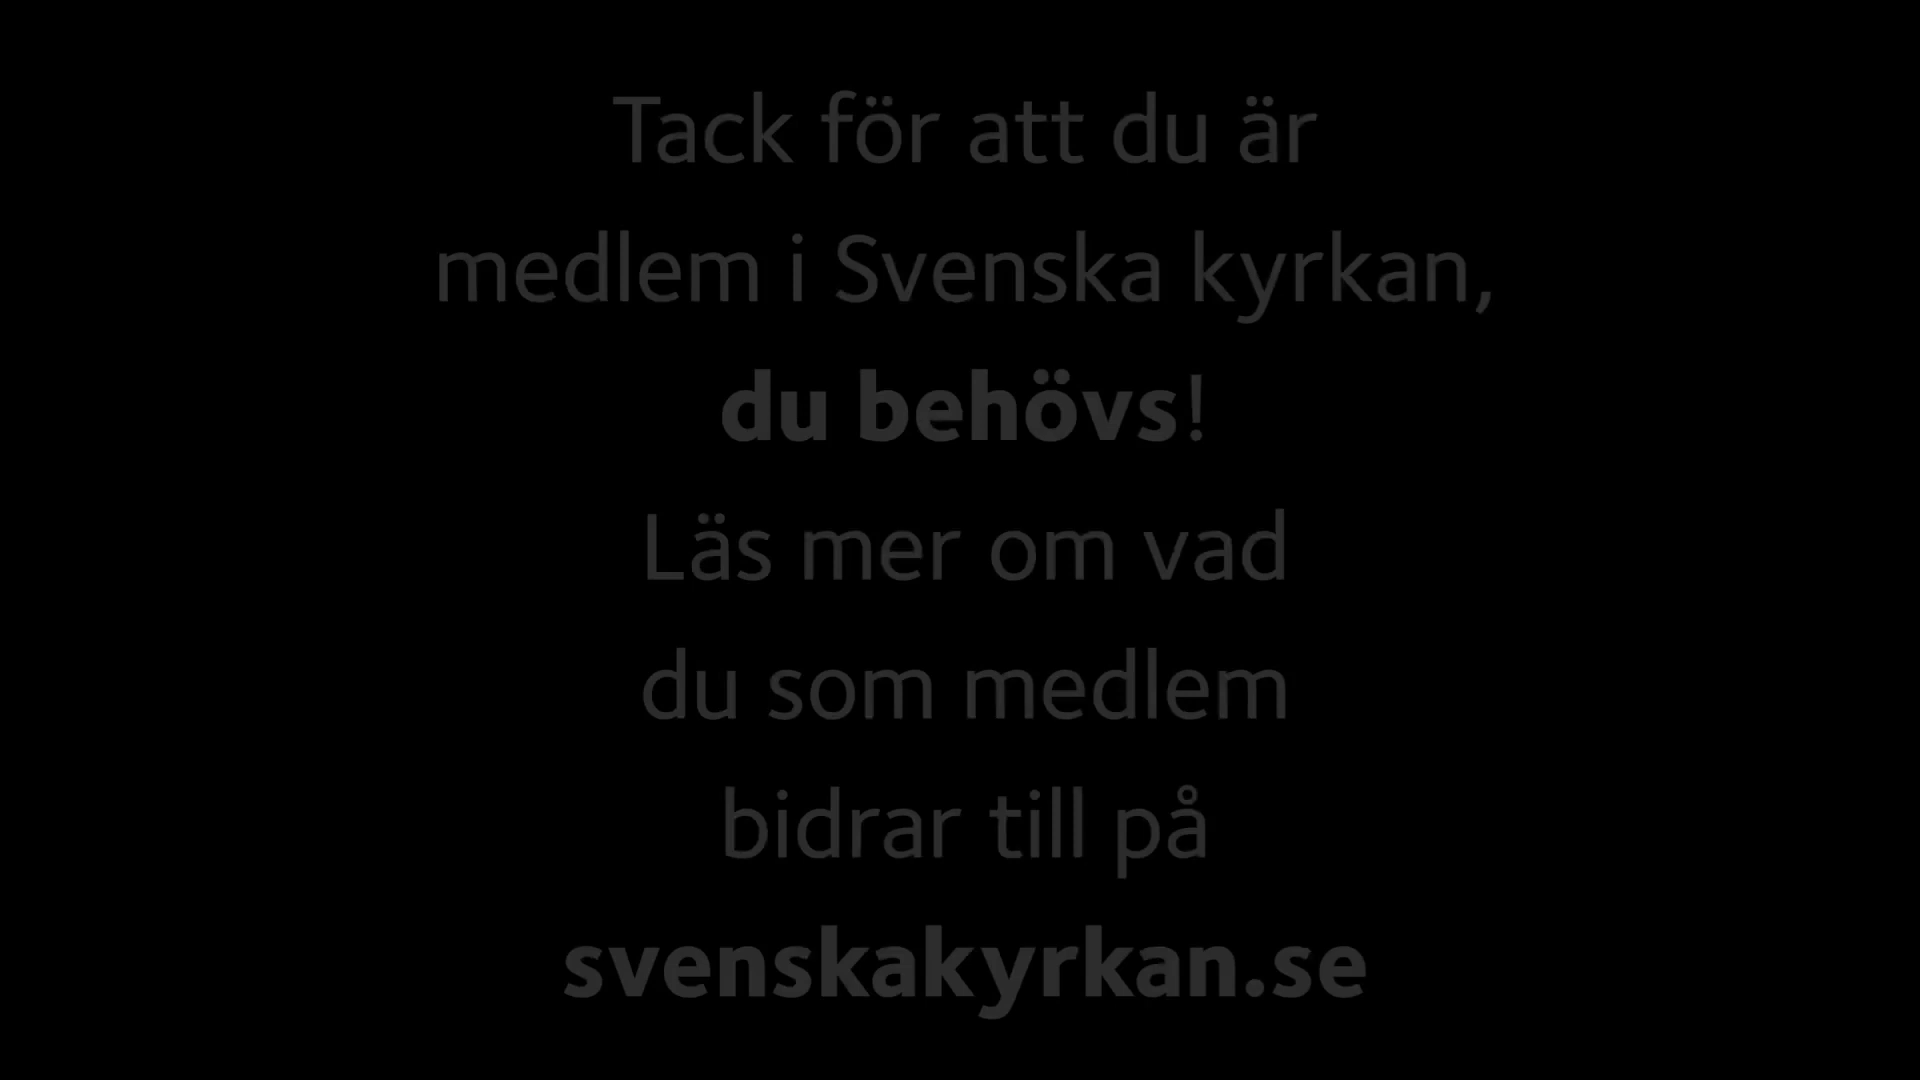 Tack för att du är
medlem i Svenska kyrkan,
du behövs!
Läs mer om vad
du som medlem
bidrar till på
svenskakyrkan.se